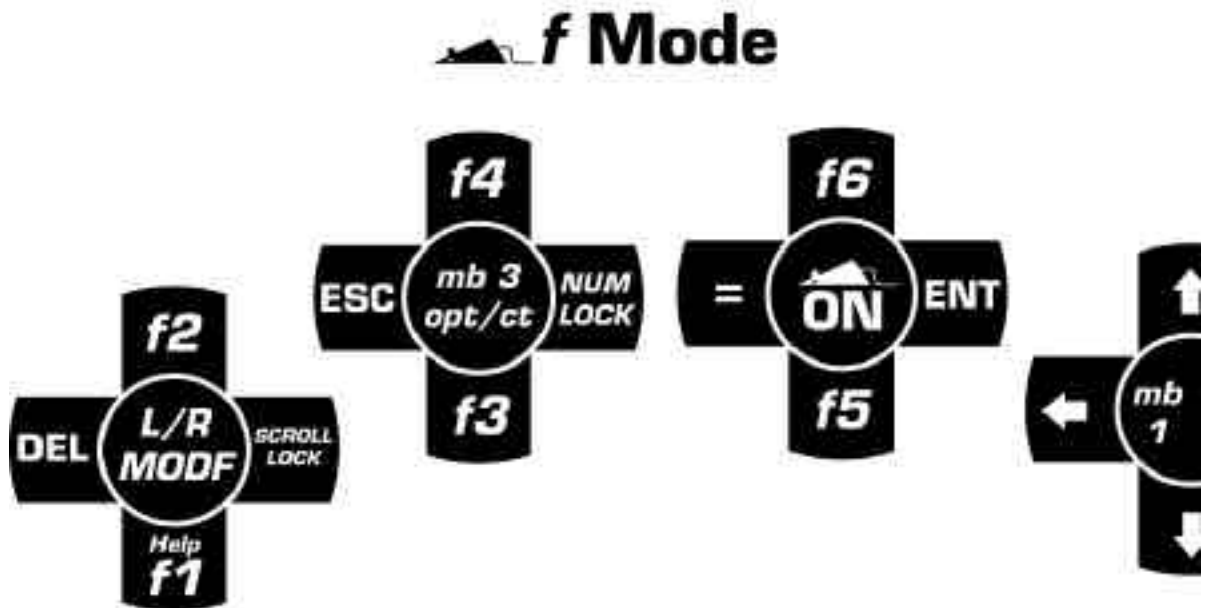 f Mode
f4
ESC
mb 3
opt/ct
NUM
LOCK
f3
f6
=
ON
ENT
f5
f2
DEL
L/R
MODF
SCROLL
LOCK
Help
f1
mb
1